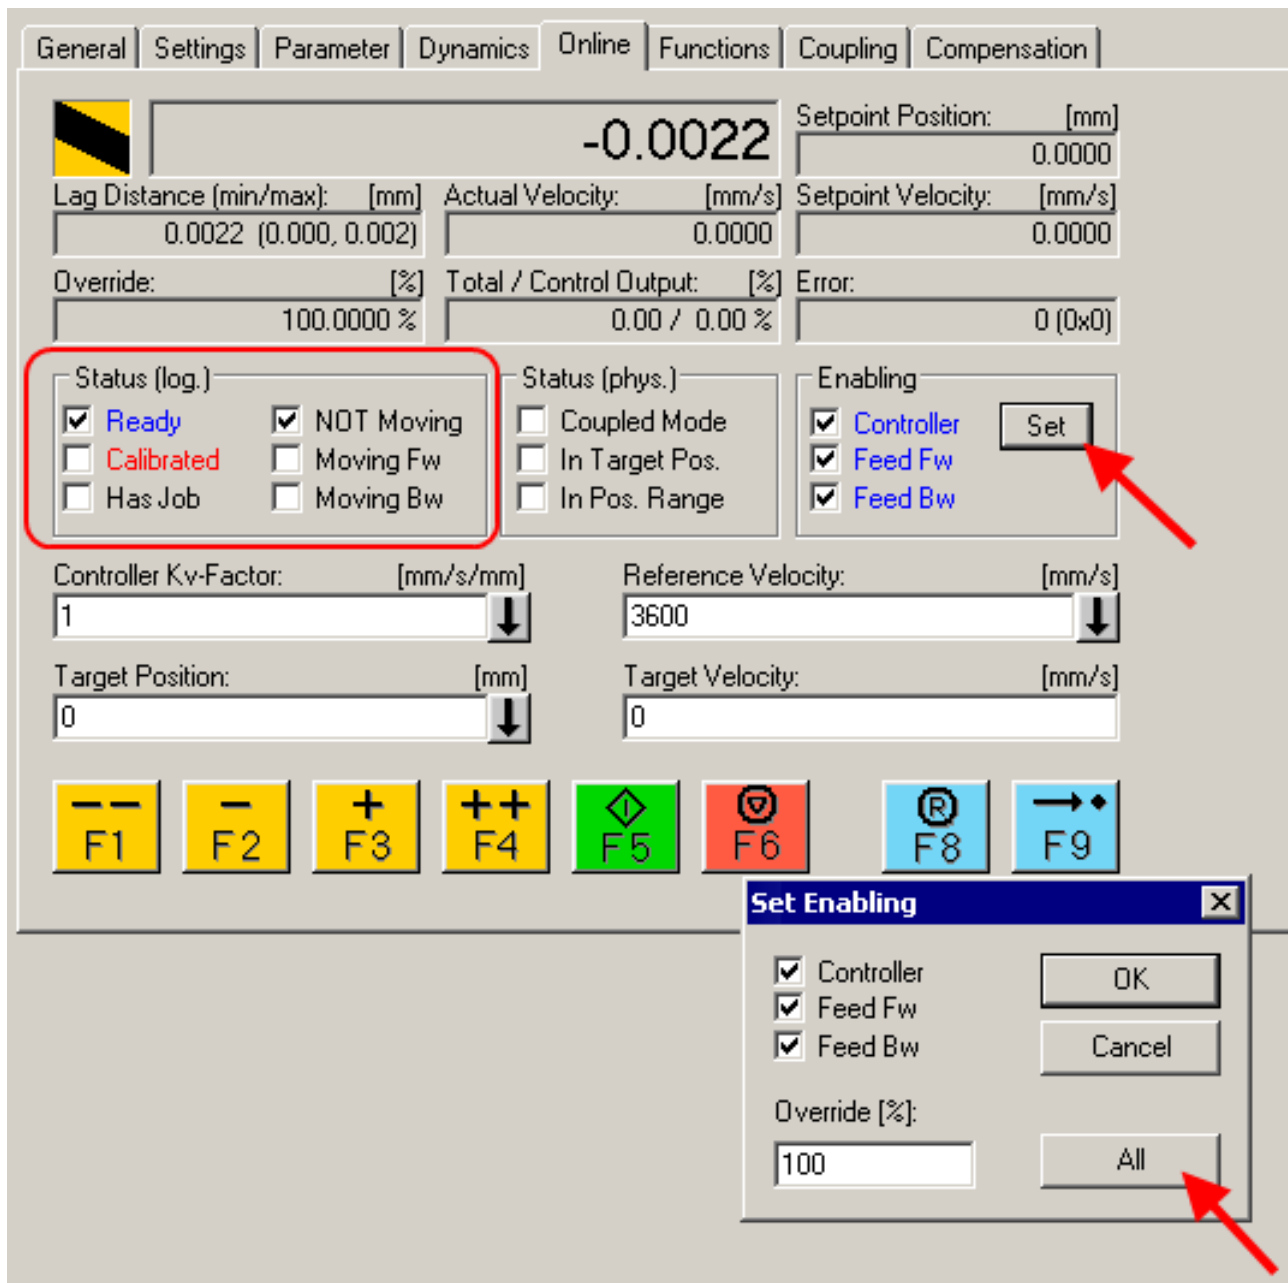 General Settings Parameter Dynamics Online Functions Coupling Compensation
-0.0022
Setpoint Position: [mm]
0.0000
Lag Distance (min/max): [mm] Actual Velocity: [mm/s] Setpoint Velocity: [mm/s]
0.0022 (0.000, 0.002) 0.0000 0.0000
Override: [%] Total / Control Output: [%] Error:
100.0000 % 0.00 / 0.00 % 0 (0x0)
Status (log.) Status (phys.) Enabling
Ready NOT Moving Coupled Mode Controller Set
Calibrated Moving Fw In Target Pos. Feed Fw
Has Job Moving Bw In Pos. Range Feed Bw
Controller Kv-Factor: [mm/s/mm] Reference Velocity: [mm/s]
1 3600
Target Position: [mm] Target Velocity: [mm/s]
0 0
-- - + ++ R
F1 F2 F3 F4 F5 F6 F8 F9
Set Enabling
Controller OK
Feed Fw
Feed Bw Cancel
Override [%]:
100 All